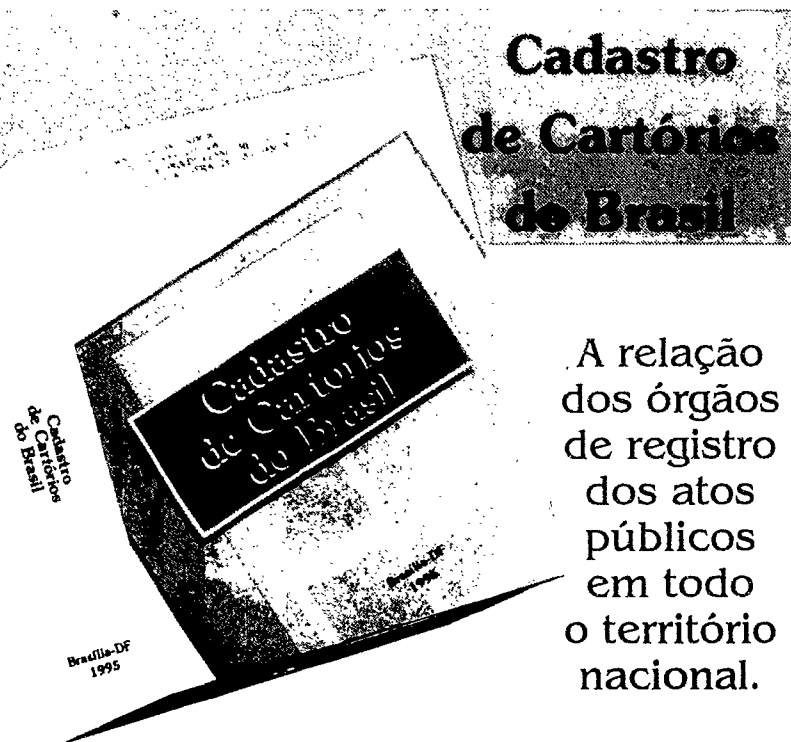 Cadastro
de Cartórios
do Brasil
Cadastro
de Cartórios
do Brasil
Cadastro
de Cartórios
do Brasil
Brasília-DF
1995
Brasília-DF
1995
A relação
dos órgãos
de registro
dos atos
públicos
em todo
o território
nacional.